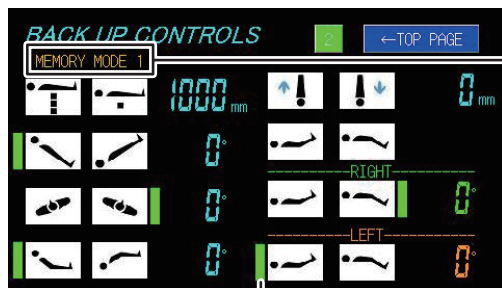 BACK UP CONTROLS
2
←TOP PAGE
MEMORY MODE 1
1000 mm
0 mm
0°
RIGHT
0°
0°
LEFT
0°
0°